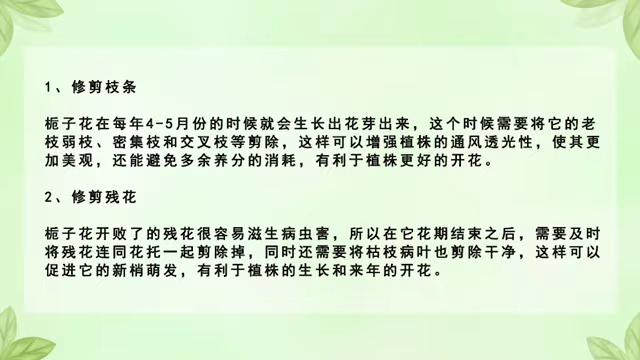 1、修剪枝条
栀子花在每年4-5月份的时候就会生长出花芽出来，这个时候需要将它的老
枝弱枝、密集枝和交叉枝等剪除，这样可以增强植株的通风透光性，使其更
加美观，还能避免多余养分的消耗，有利于植株更好的开花。
2、修剪残花
栀子花开败了的残花很容易滋生病虫害，所以在它花期结束之后，需要及时
将残花连同花托一起剪除掉，同时还需要将枯枝病叶也剪除干净，这样可以
促进它的新梢萌发，有利于植株的生长和来年的开花。